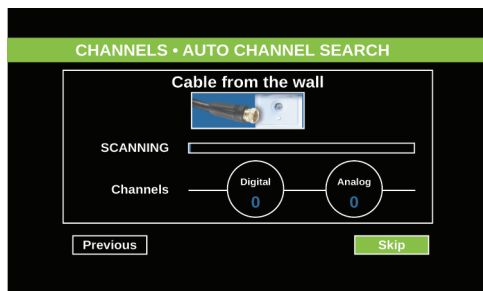 CHANNELS • AUTO CHANNEL SEARCH
Cable from the wall
SCANNING
Channels
Digital
0
Analog
0
Previous
Skip